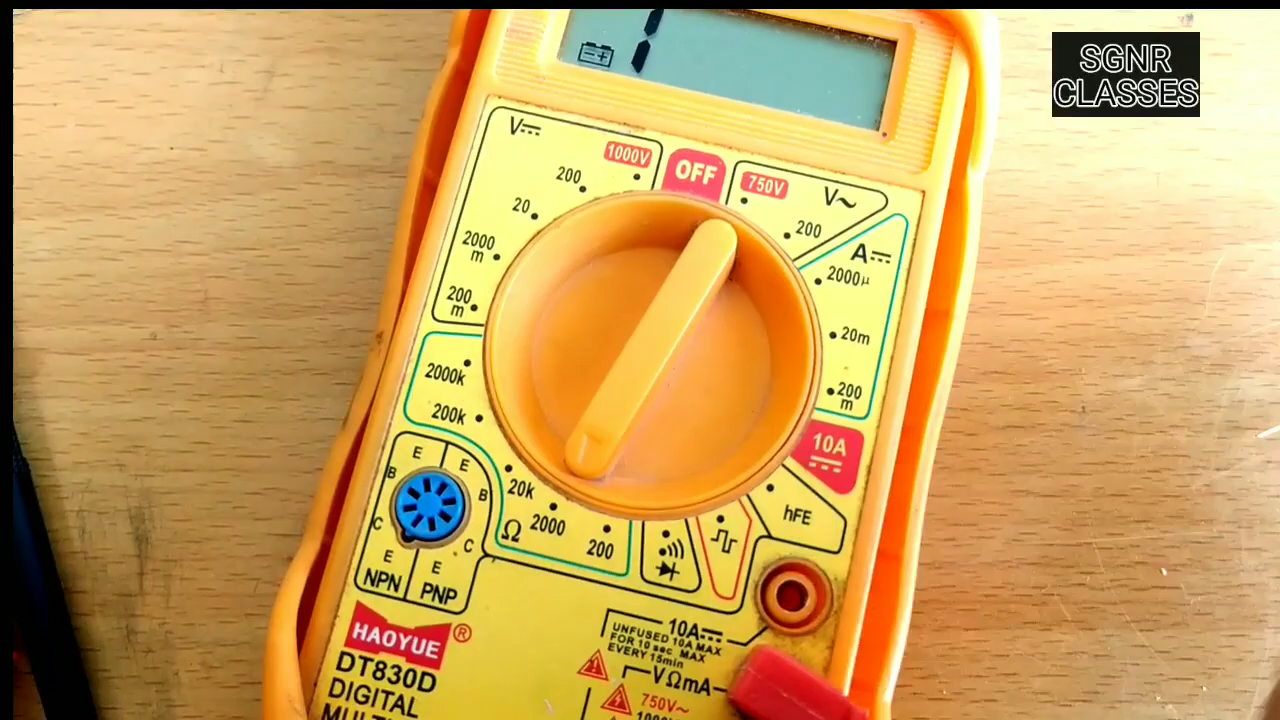 SGNR
CLASSES
1
V
1000V
OFF
750V
V~
200
20
2000
m
200
m
200
A
2000µ
20m
200
m
10A
hFE
2000k
200k
20k
2000
200
Ω
E
E
B
B
C
C
E
E
NPN
PNP
HAOYUE®
DT830D
DIGITAL
10A
UNFUSED 10A MAX
FOR 10 sec MAX
EVERY 15min
VΩmA
750V~